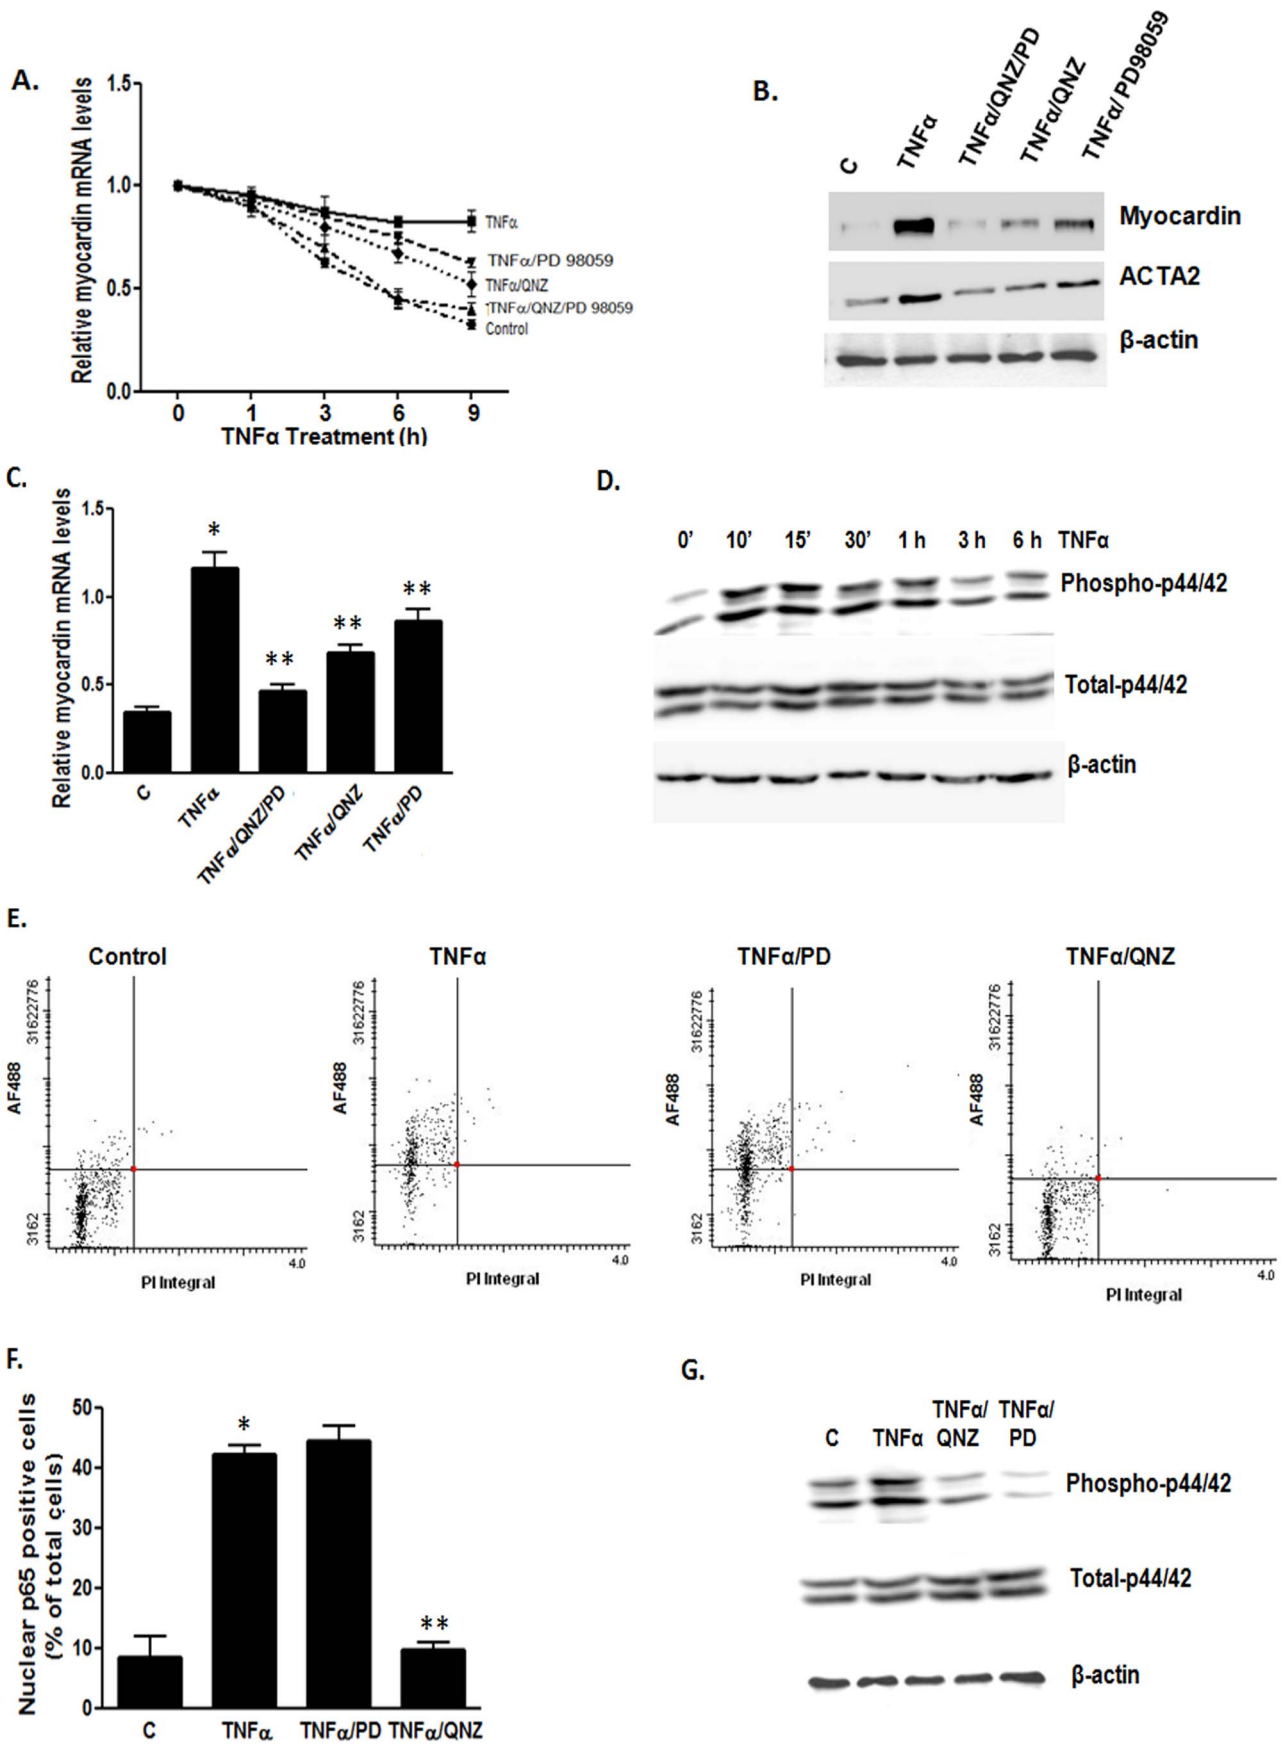 A.
Relative myocardin mRNA levels
1.5
1.0
0.5
0.0
0 1 3 6 9
TNFα Treatment (h)
TNFα
TNFα/PD 98059
TNFα/QNZ
TNFα/QNZ/PD 98059
Control
B.
C
TNFα
TNFα/QNZ/PD
TNFα/QNZ
TNFα/ PD98059
Myocardin
ACTA2
β-actin
C.
Relative myocardin mRNA levels
1.5
1.0
0.5
0.0
*
**
**
**
C
TNFα
TNFα/QNZ/PD
TNFα/QNZ
TNFα/PD
D.
0’ 10’ 15’ 30’ 1 h 3 h 6 h TNFα
Phospho-p44/42
Total-p44/42
β-actin
E.
Control
AF488
31622776
3162
4.0
PI Integral
TNFα
AF488
31622776
3162
4.0
PI Integral
TNFα/PD
AF488
31622776
3162
4.0
PI Integral
TNFα/QNZ
AF488
31622776
3162
4.0
PI Integral
F.
Nuclear p65 positive cells
(% of total cells)
50
40
30
20
10
0
*
**
C TNFα TNFα/PD TNFα/QNZ
G.
C TNFα TNFα/ QNZ TNFα/ PD
Phospho-p44/42
Total-p44/42
β-actin